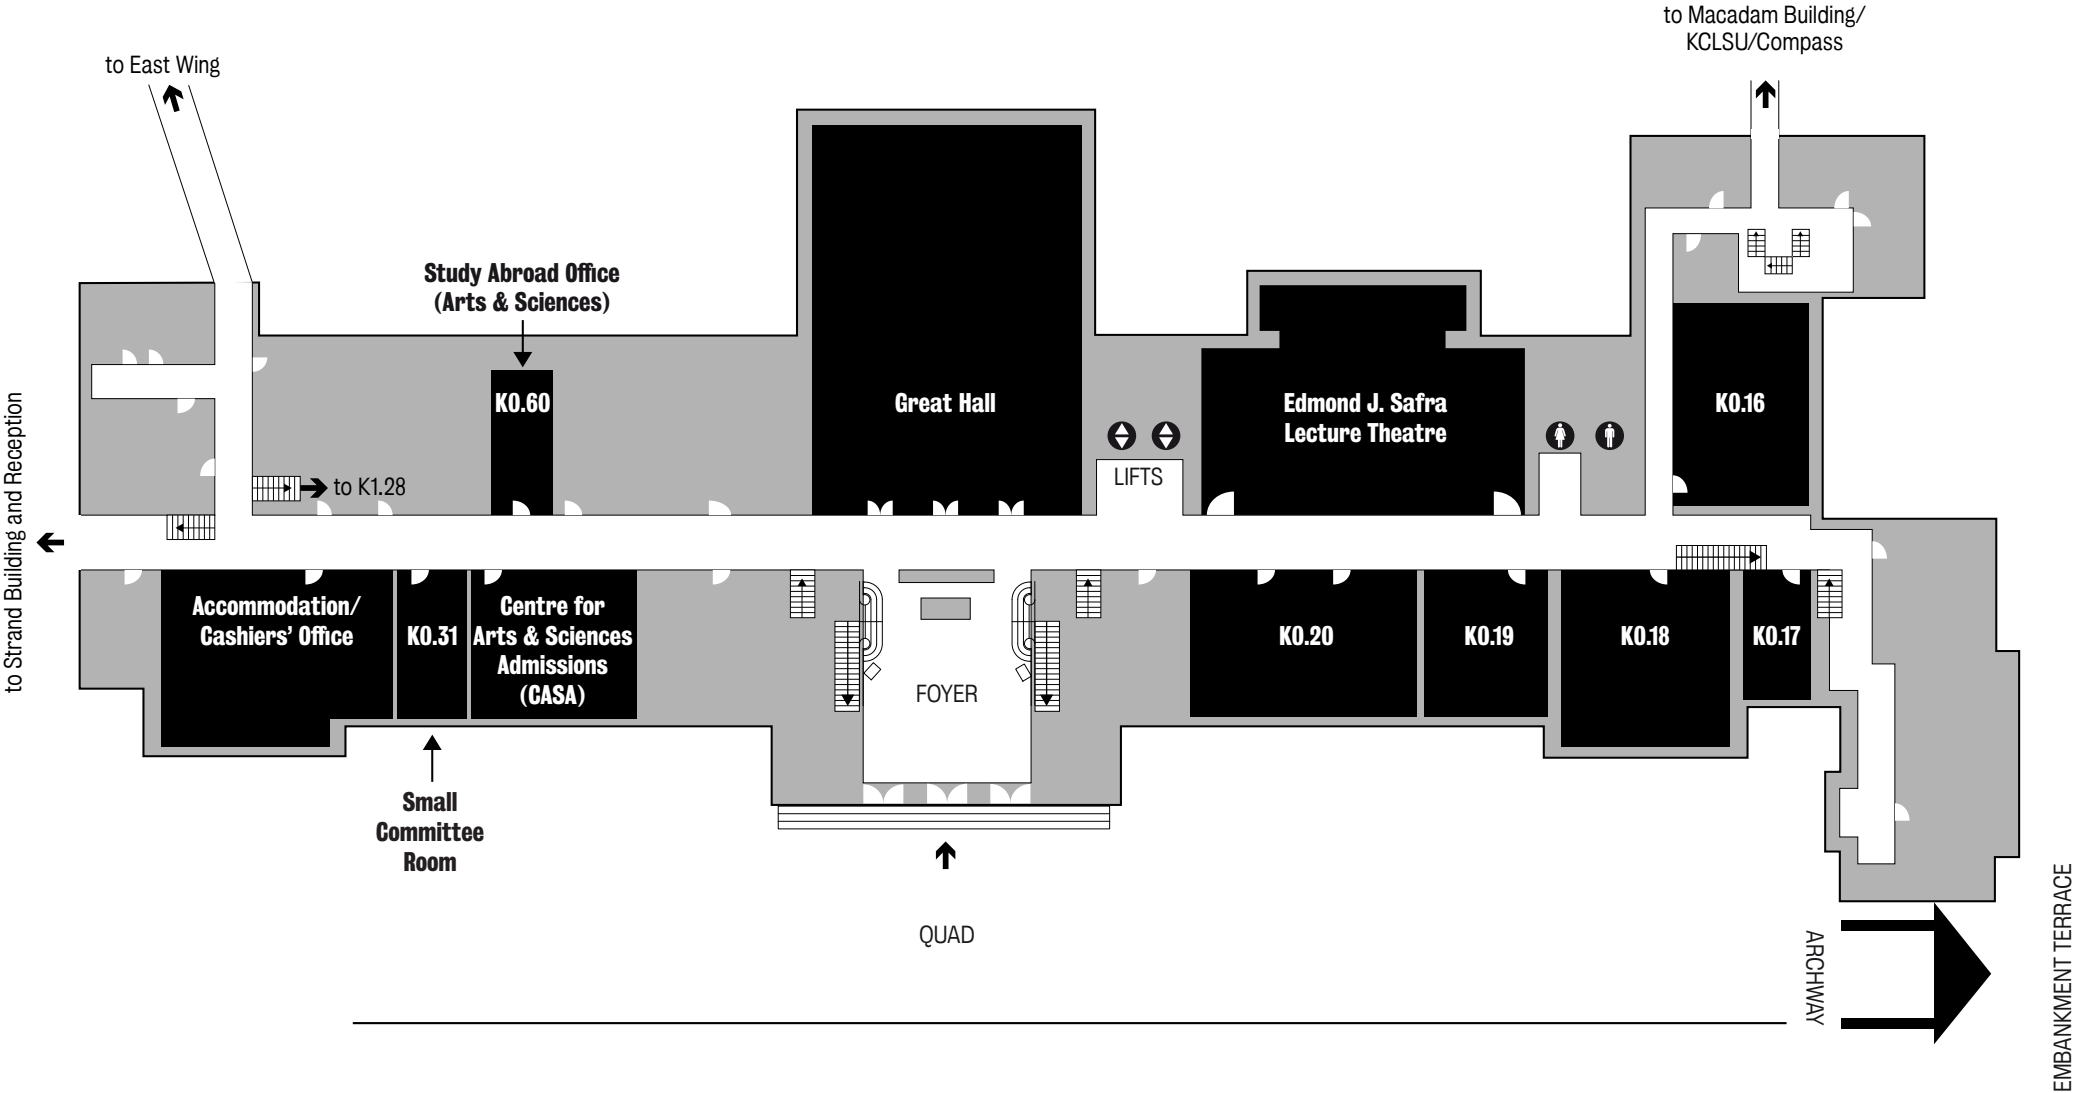 to Macadam Building/
KCLSU/Compass
to East Wing
Study Abroad Office
(Arts & Sciences)
K0.60
Great Hall
Edmond J. Safra
Lecture Theatre
K0.16
LIFTS
to K1.28
to Strand Building and Reception
Accommodation/
Cashiers’ Office
K0.31
Centre for
Arts & Sciences
Admissions
(CASA)
FOYER
K0.20
K0.19
K0.18
K0.17
Small
Committee
Room
QUAD
ARCHWAY
EMBANKMENT TERRACE